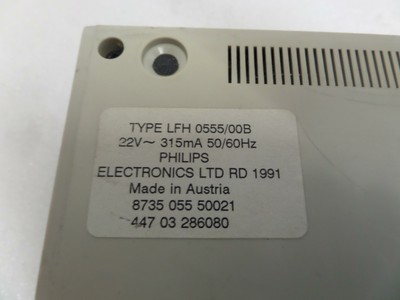 TYPE LFH 0555/00B
22V~ 315mA 50/60Hz
PHILIPS
ELECTRONICS LTD RD 1991
Made in Austria
8735 055 50021
447 03 286080